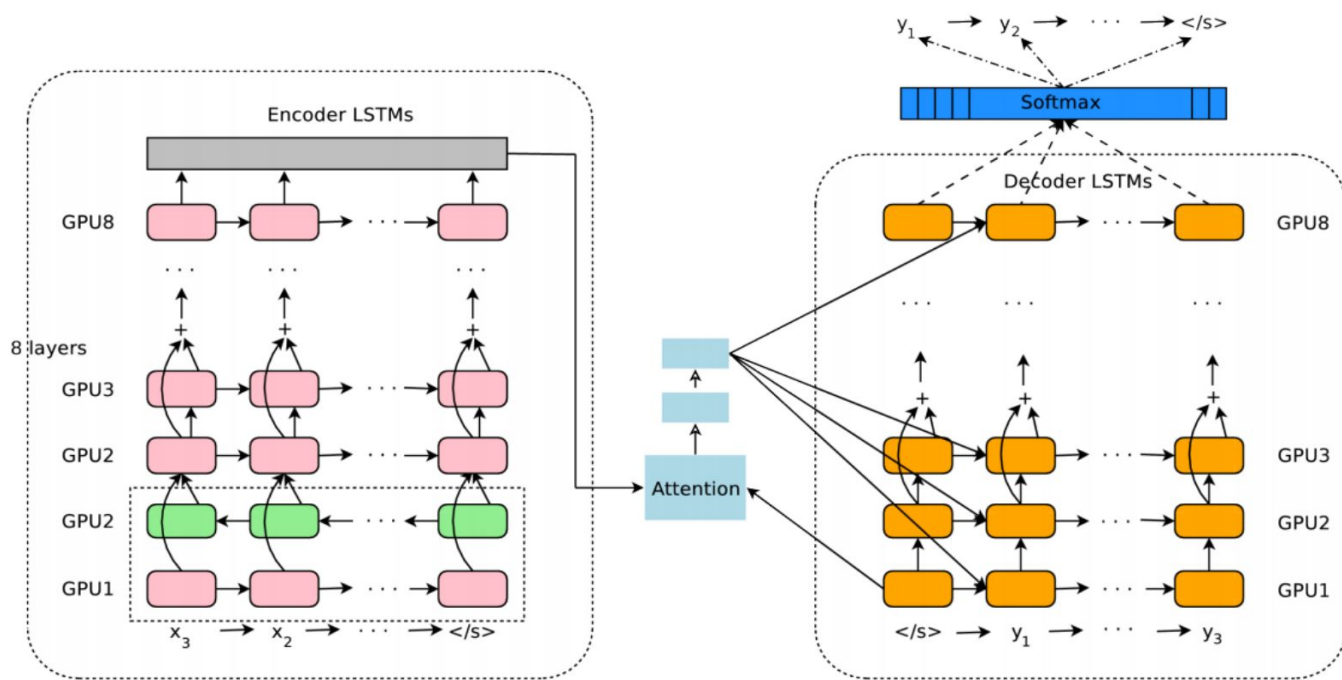 y1 y2 · · · </s>
Softmax
Encoder LSTMs
Decoder LSTMs
GPU8 · · · GPU8
· · ·
· · ·
8 layers
GPU3 · · ·
GPU2 · · · Attention · · · GPU3
GPU2 · · · · · · GPU2
GPU1 · · · · · · GPU1
x3 x2 · · · </s> </s> y1 · · · y3